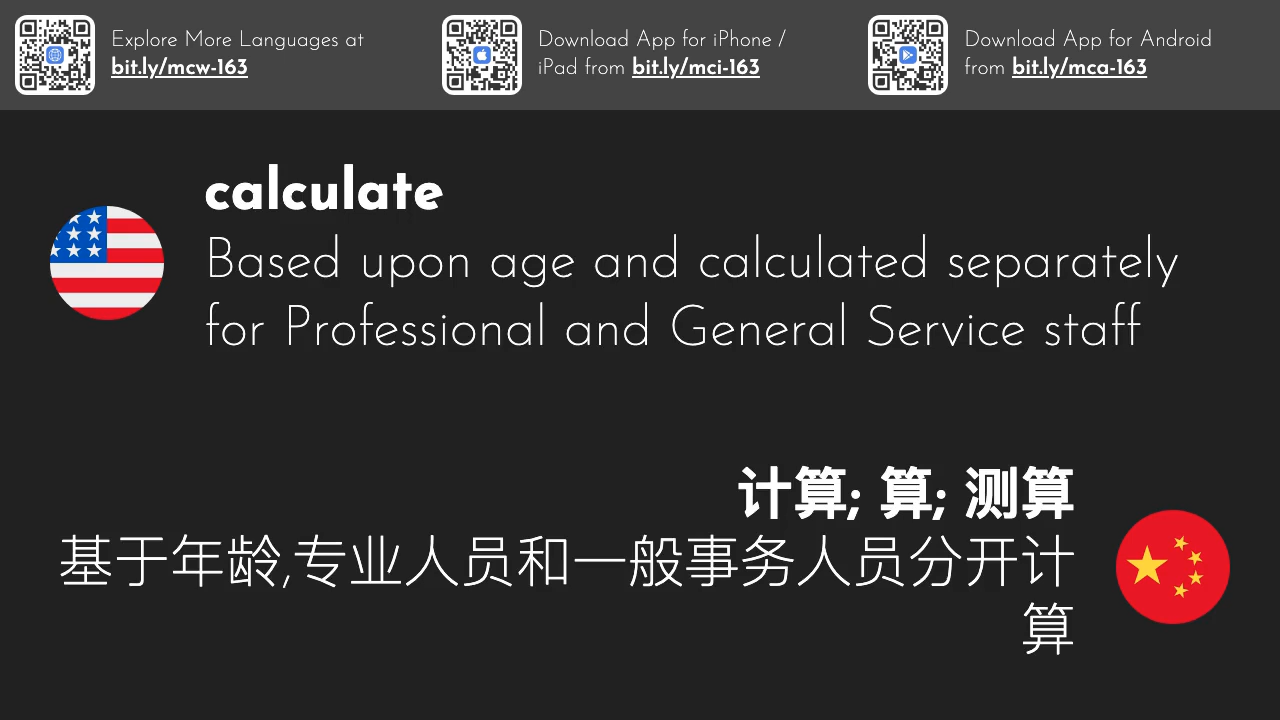 Explore More Languages at
bit.ly/mcw-163
Download App for iPhone /
iPad from bit.ly/mci-163
Download App for Android
from bit.ly/mca-163
calculate
Based upon age and calculated separately
for Professional and General Service staff
计算; 算; 测算
基于年龄,专业人员和一般事务人员分开计
算